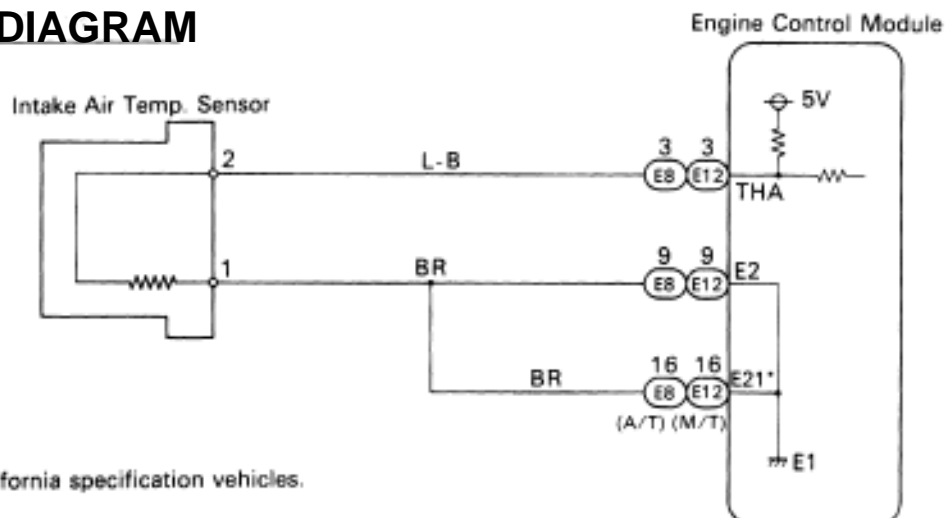 DIAGRAM
Engine Control Module
Intake Air Temp. Sensor
5V
2
L-B
3 3
E8 E12
THA
1
BR
9 9
E8 E12
E2
BR
16 16
E8 E12
E21*
(A/T) (M/T)
E1
fornia specification vehicles.